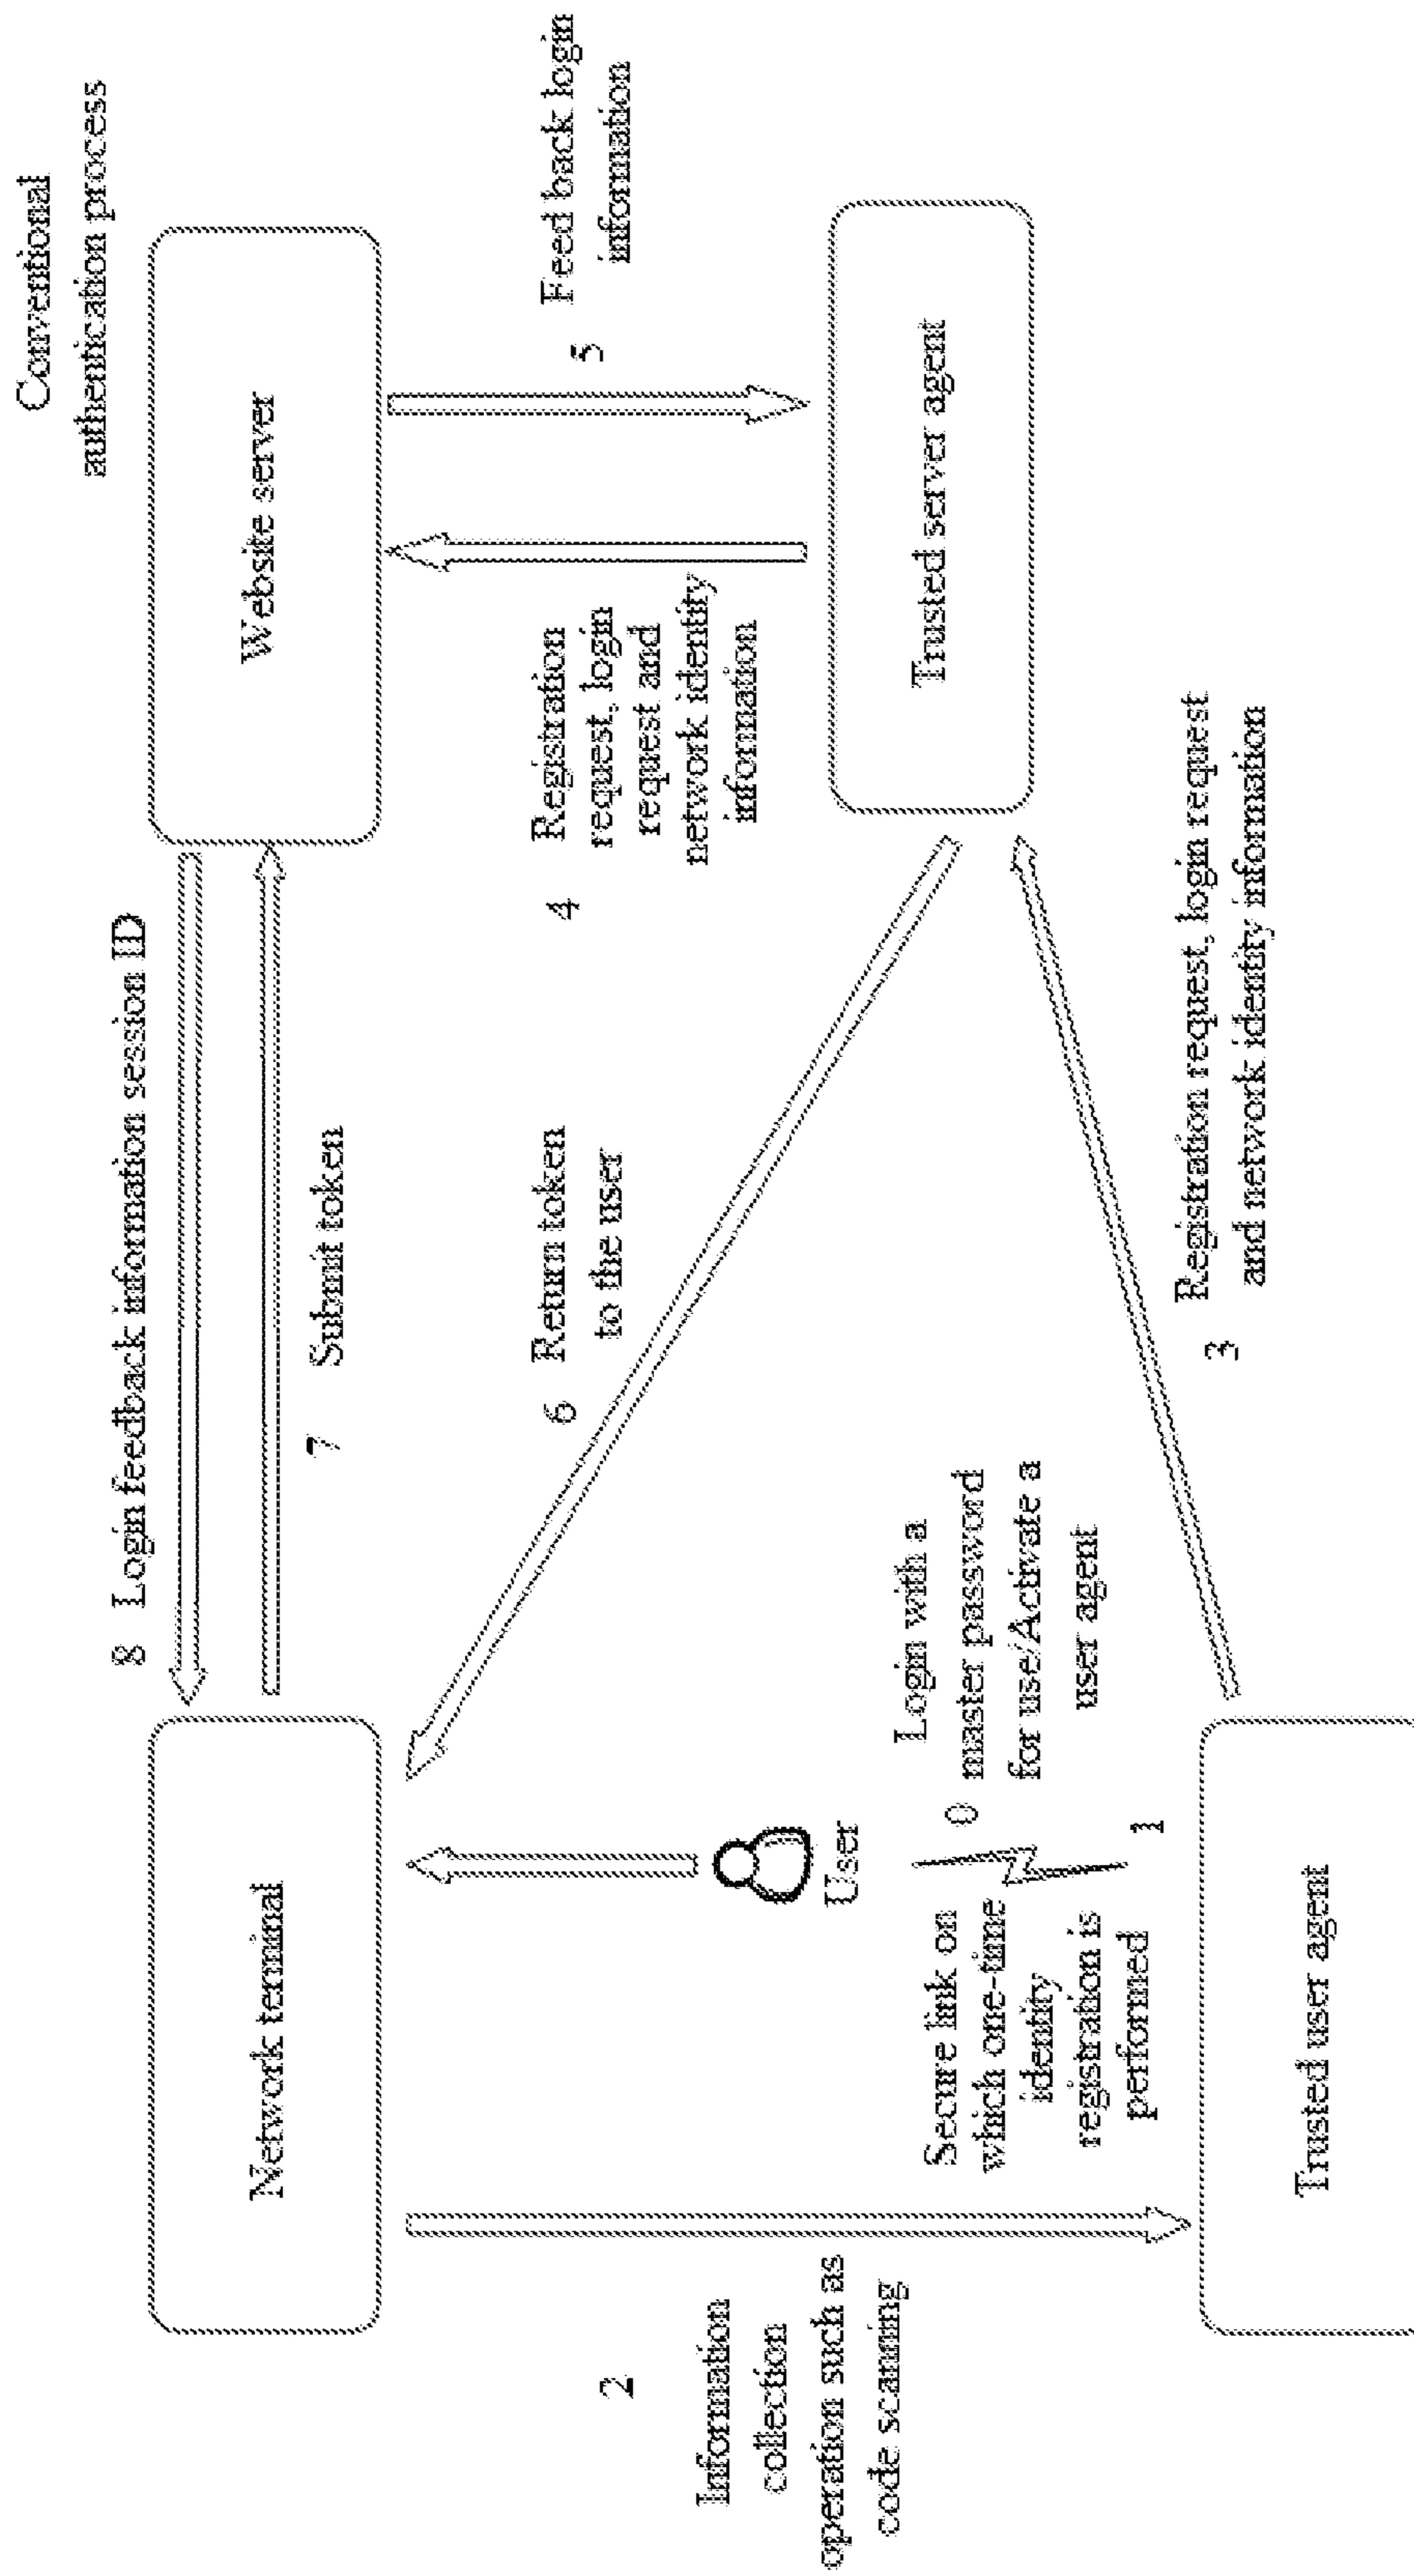 Conventional
authentication process
8 Login feedback information session ID
Network terminal
Website server
7 Submit token
2
Information
collection
operation such as
code scanning
6 Return token
to the user
4 Registration
request, login
request and
network identity
information
5 Feed back login
information
User
Secure link on
which one-time
identity
registration is
performed
0
Login with a
master password
for use/Activate a
user agent
1
Trusted server agent
3 Registration request, login request
and network identity information
Trusted user agent